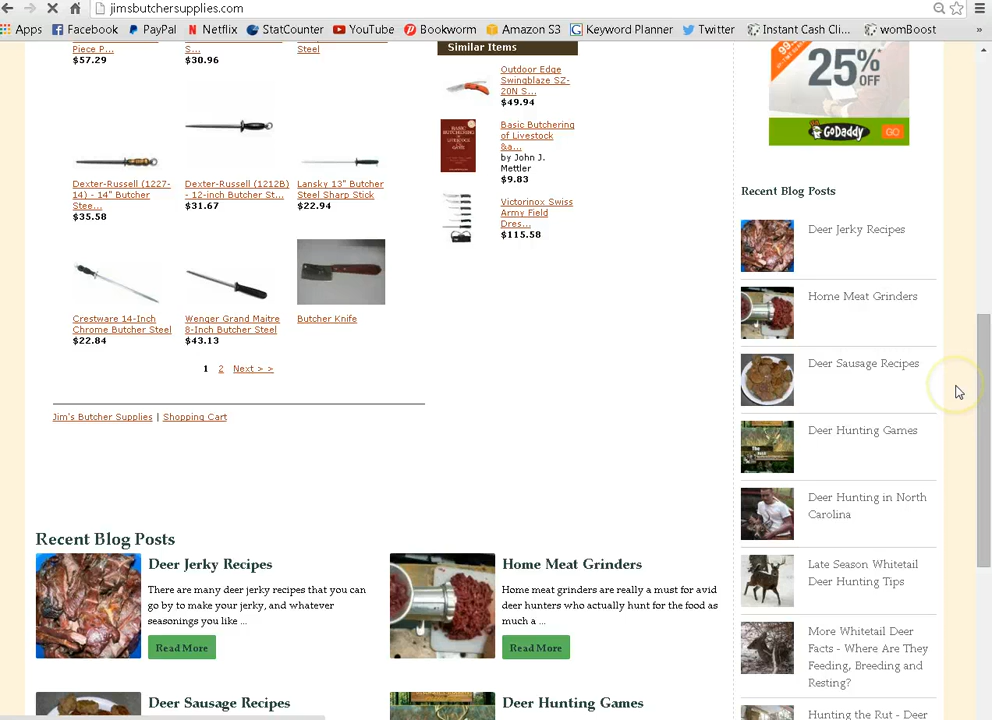 jimsbutchersupplies.com
Apps Facebook PayPal Netflix StatCounter YouTube Bookworm Amazon S3 Keyword Planner Twitter Instant Cash Cli... womBoost »
Piece P...
$57.29
S...
$30.96
Steel
Dexter-Russell (1227-
14) - 14" Butcher
Stee...
$35.58
Dexter-Russell (1212B)
- 12-inch Butcher St...
$31.67
Lansky 13" Butcher
Steel Sharp Stick
$22.94
Crestware 14-Inch
Chrome Butcher Steel
$22.84
Wenger Grand Maitre
8-Inch Butcher Steel
$43.13
Butcher Knife
1 2 Next > >
Jim's Butcher Supplies | Shopping Cart
Similar Items
Outdoor Edge
Swingblaze SZ-
20N S...
$49.94
Basic Butchering
of Livestock
&a...
by John J.
Mettler
$9.83
Victorinox Swiss
Army Field
Dres...
$115.58
25%
OFF
GoDaddy GO
Recent Blog Posts
Deer Jerky Recipes
Home Meat Grinders
Deer Sausage Recipes
Deer Hunting Games
Deer Hunting in North
Carolina
Late Season Whitetail
Deer Hunting Tips
More Whitetail Deer
Facts - Where Are They
Feeding, Breeding and
Resting?
Hunting the Rut - Deer
Recent Blog Posts
Deer Jerky Recipes
There are many deer jerky recipes that you can
go by to make your jerky, and whatever
seasonings you like ...
Read More
Home Meat Grinders
Home meat grinders are really a must for avid
deer hunters who actually hunt for the food as
much a ...
Read More
Deer Sausage Recipes
Deer Hunting Games